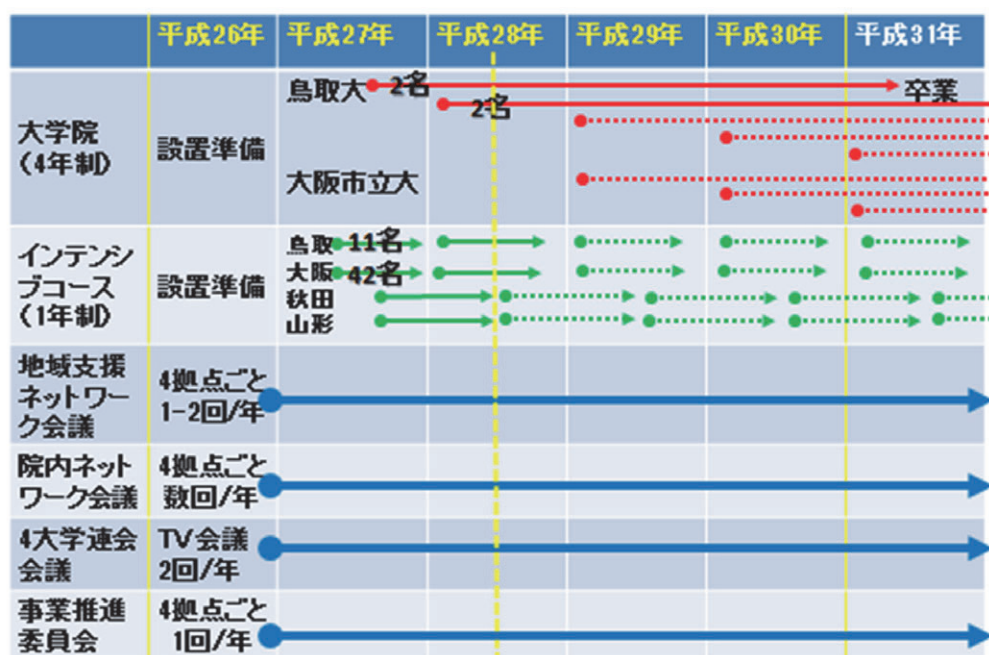 平成26年 平成27年 平成28年 平成29年 平成30年 平成31年
大学院
(4年制)
設置準備
鳥取大 2名 卒業
2名
大阪市立大
インテンシ
ブコース
(1年制)
設置準備
鳥取 11名
大阪 42名
秋田
山形
地域支援
ネットワー
ク会議
4拠点ごと
1-2回/年
院内ネット
ワーク会議
4拠点ごと
数回/年
4大学連会
会議
TV会議
2回/年
事業推進
委員会
4拠点ごと
1回/年